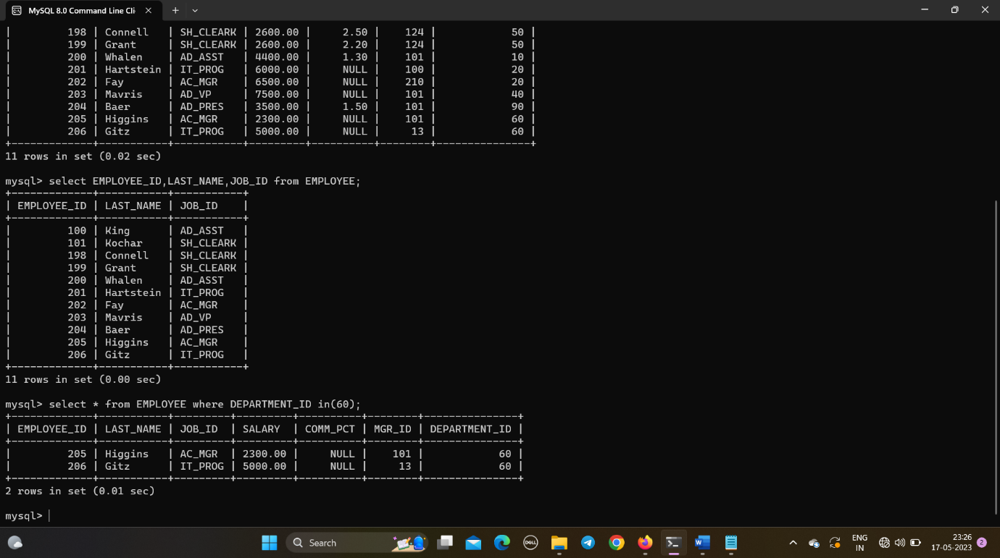 MySQL 8.0 Command Line Cli
|         198 | Connell   | SH_CLEARK | 2600.00 |     2.50 |    124 |            50 |
|         199 | Grant     | SH_CLEARK | 2600.00 |     2.20 |    124 |            50 |
|         200 | Whalen    | AD_ASST   | 4400.00 |     1.30 |    101 |            10 |
|         201 | Hartstein | IT_PROG   | 6000.00 |     NULL |    100 |            20 |
|         202 | Fay       | AC_MGR    | 6500.00 |     NULL |    210 |            20 |
|         203 | Mavris    | AD_VP     | 7500.00 |     NULL |    101 |            40 |
|         204 | Baer      | AD_PRES   | 3500.00 |     1.50 |    101 |            90 |
|         205 | Higgins   | AC_MGR    | 2300.00 |     NULL |    101 |            60 |
|         206 | Gitz      | IT_PROG   | 5000.00 |     NULL |     13 |            60 |
+-------------+-----------+-----------+---------+----------+--------+---------------+
11 rows in set (0.02 sec)
mysql> select EMPLOYEE_ID,LAST_NAME,JOB_ID from EMPLOYEE;
+-------------+-----------+-----------+
| EMPLOYEE_ID | LAST_NAME | JOB_ID    |
+-------------+-----------+-----------+
|         100 | King      | AD_ASST   |
|         101 | Kochar    | SH_CLEARK |
|         198 | Connell   | SH_CLEARK |
|         199 | Grant     | SH_CLEARK |
|         200 | Whalen    | AD_ASST   |
|         201 | Hartstein | IT_PROG   |
|         202 | Fay       | AC_MGR    |
|         203 | Mavris    | AD_VP     |
|         204 | Baer      | AD_PRES   |
|         205 | Higgins   | AC_MGR    |
|         206 | Gitz      | IT_PROG   |
+-------------+-----------+-----------+
11 rows in set (0.00 sec)
mysql> select * from EMPLOYEE where DEPARTMENT_ID in(60);
+-------------+-----------+---------+---------+----------+--------+---------------+
| EMPLOYEE_ID | LAST_NAME | JOB_ID  | SALARY  | COMM_PCT | MGR_ID | DEPARTMENT_ID |
+-------------+-----------+---------+---------+----------+--------+---------------+
|         205 | Higgins   | AC_MGR  | 2300.00 |     NULL |    101 |            60 |
|         206 | Gitz      | IT_PROG | 5000.00 |     NULL |     13 |            60 |
+-------------+-----------+---------+---------+----------+--------+---------------+
2 rows in set (0.01 sec)
mysql>
Search
DELL
W
ENG
IN
23:26
17-05-2023
2